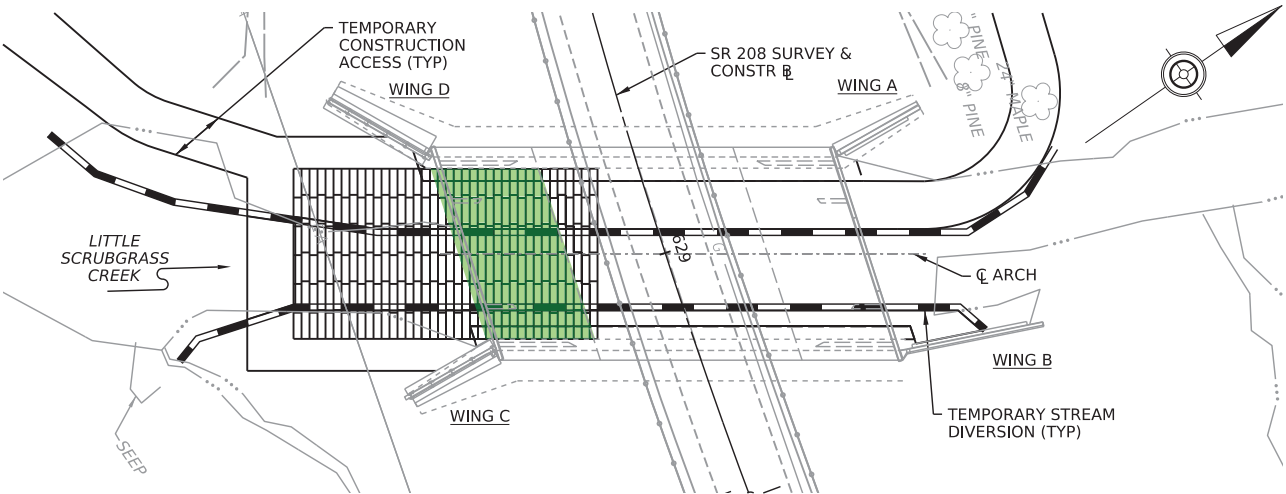 TEMPORARY
CONSTRUCTION
ACCESS (TYP)
WING D
SR 208 SURVEY &
CONSTR ℄
WING A
" PINE
8" PINE
24" MAPLE
LITTLE
SCRUBGRASS
CREEK
629
G
℄ ARCH
WING B
WING C
TEMPORARY STREAM
DIVERSION (TYP)
SEEP